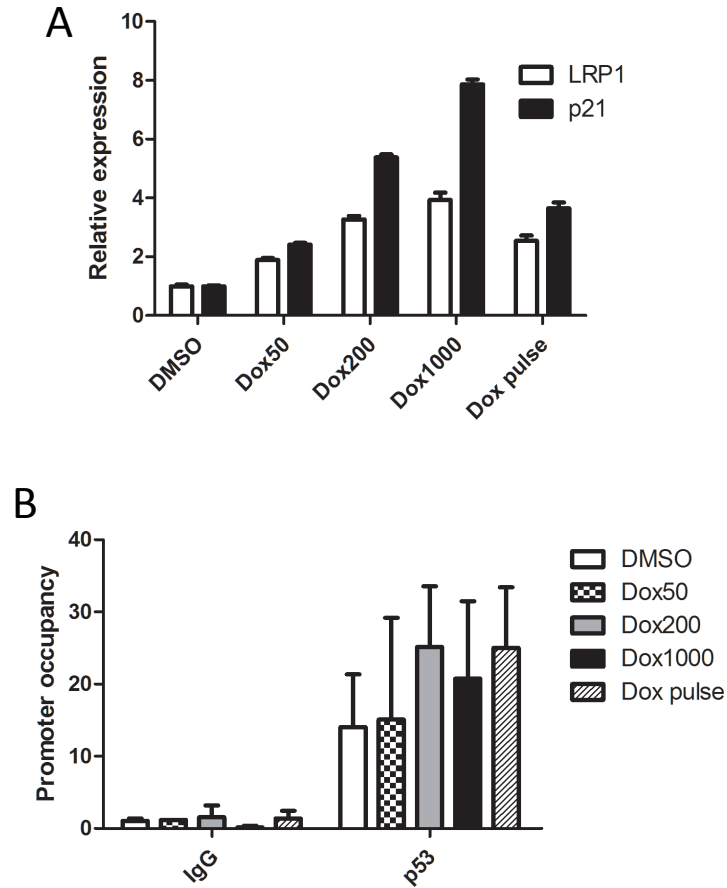 A
Relative expression
10
8
6
4
2
0
LRP1
p21
DMSO
Dox50
Dox200
Dox1000
Dox pulse
B
Promoter occupancy
40
30
20
10
0
DMSO
Dox50
Dox200
Dox1000
Dox pulse
IgG
p53